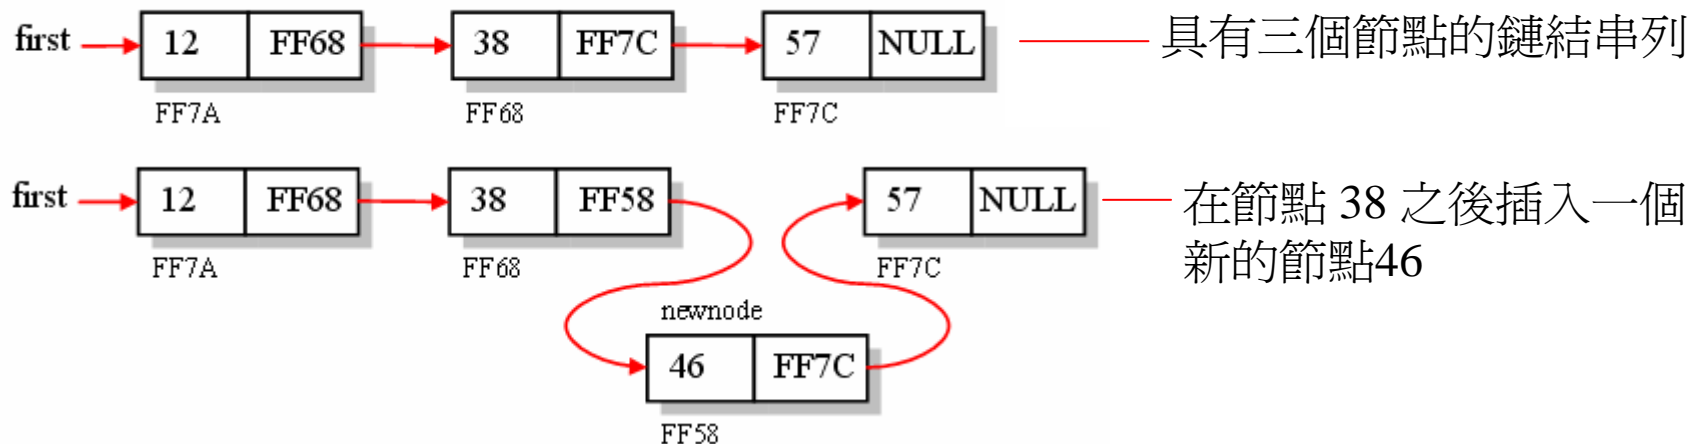 first 12 FF68 38 FF7C 57 NULL 具有三個節點的鏈結串列
FF7A FF68 FF7C
first 12 FF68 38 FF58 57 NULL 在節點 38 之後插入一個
新的節點46
FF7A FF68 FF7C
newnode
46 FF7C
FF58